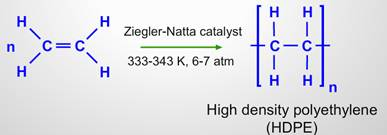 H H
n C=C
H H
Ziegler-Natta catalyst
333-343 K, 6-7 atm
H H
C C
H H
n
High density polyethylene
(HDPE)